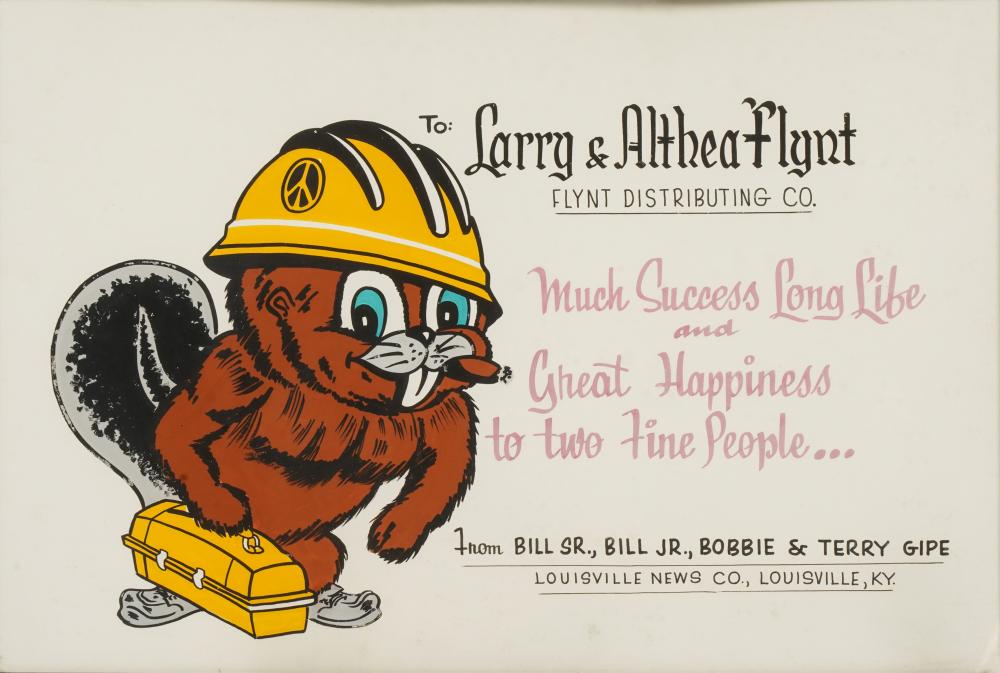 To: Larry & Althea Flynt
FLYNT DISTRIBUTING CO.
Much Success Long Life
and
Great Happiness
to two Fine People...
From BILL SR., BILL JR., BOBBIE & TERRY GIPE
LOUISVILLE NEWS CO., LOUISVILLE, KY.